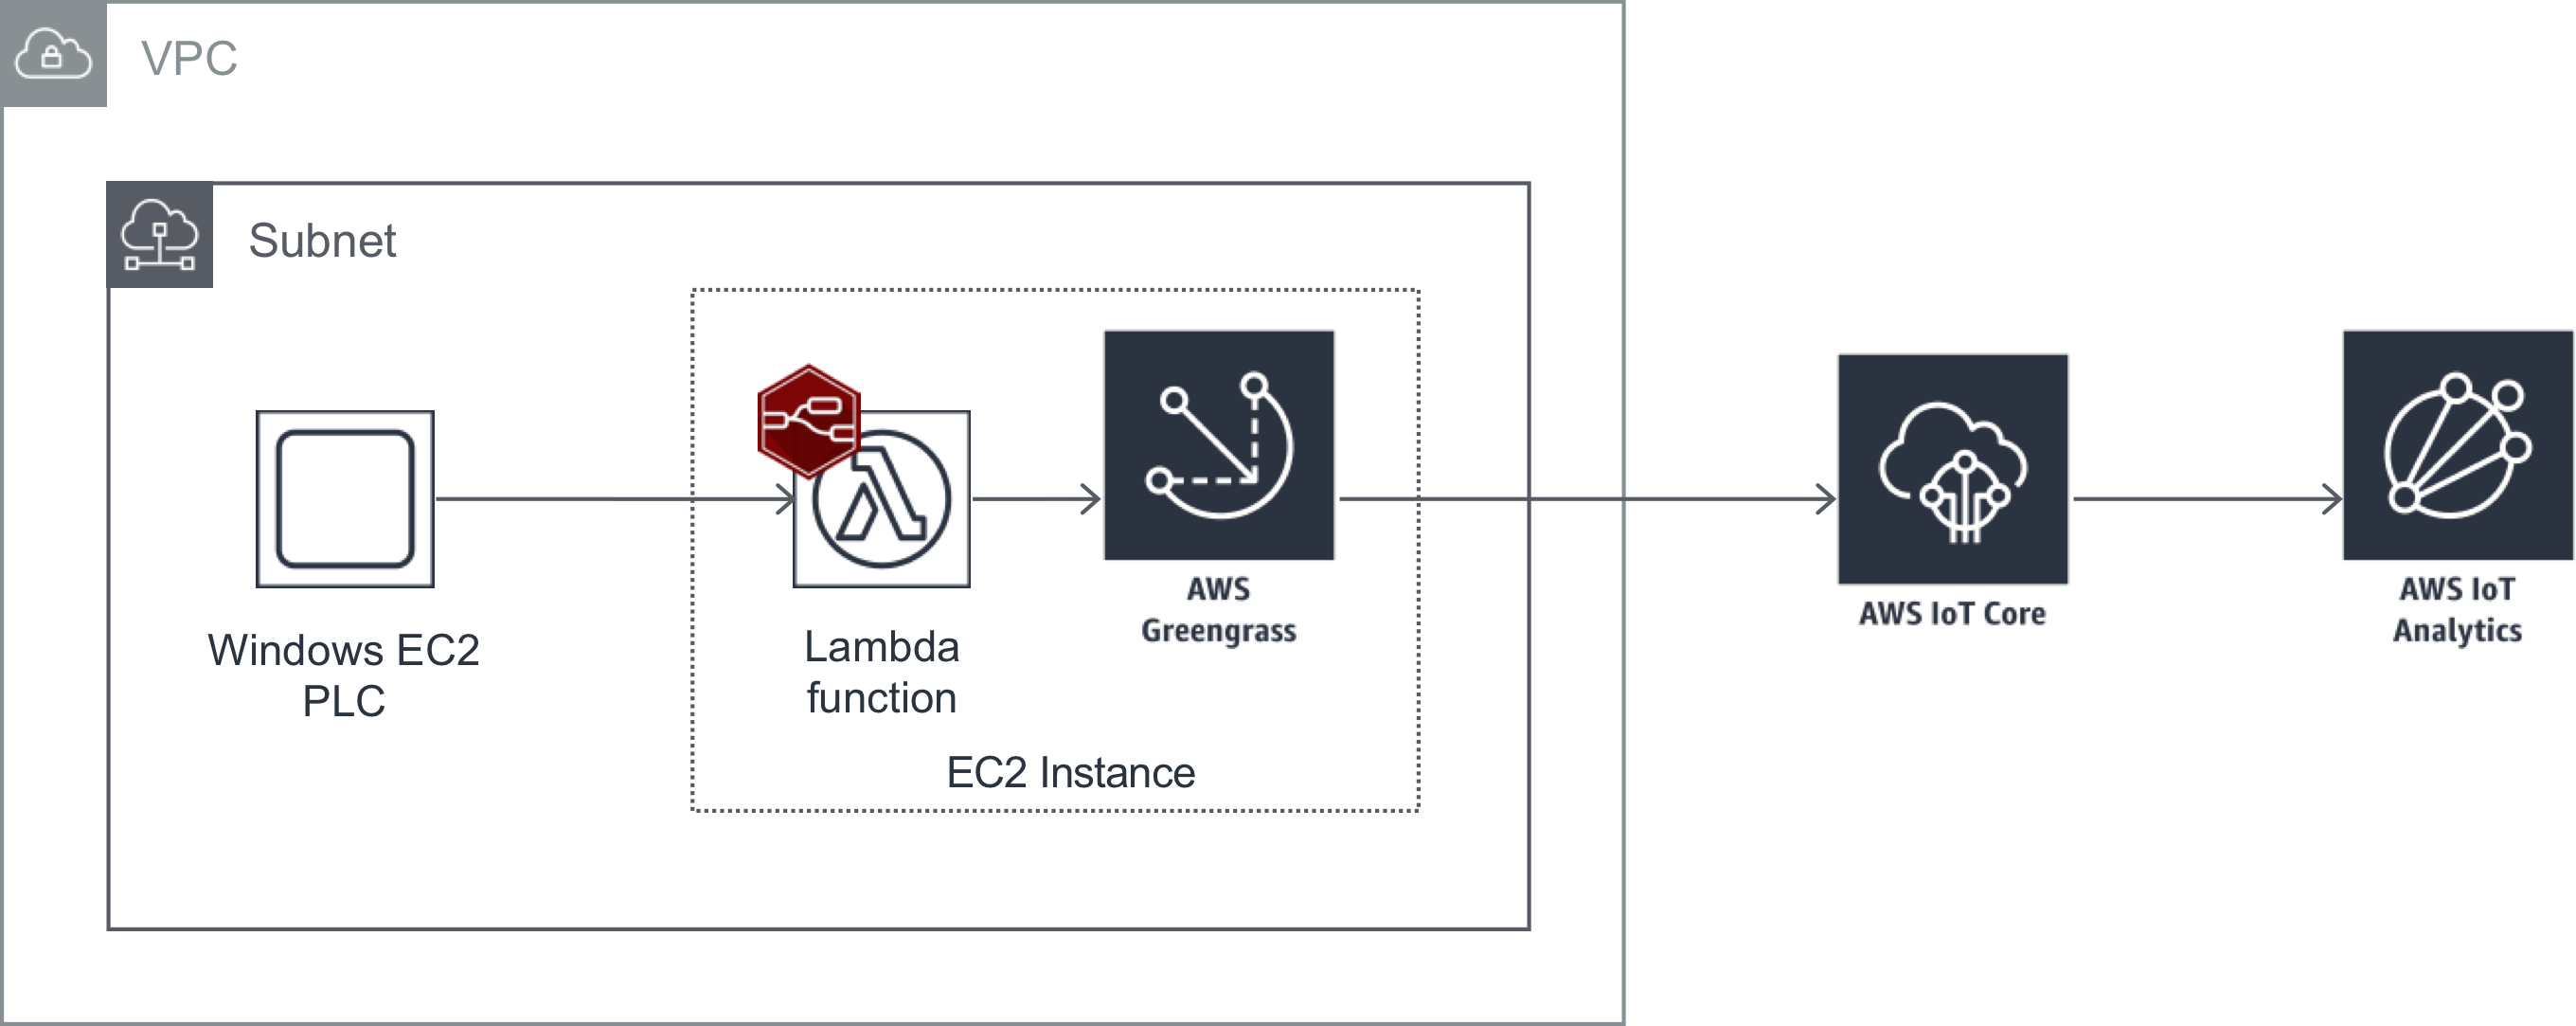 VPC
Subnet
Windows EC2
PLC
Lambda
function
AWS
Greengrass
EC2 Instance
AWS IoT Core
AWS IoT
Analytics